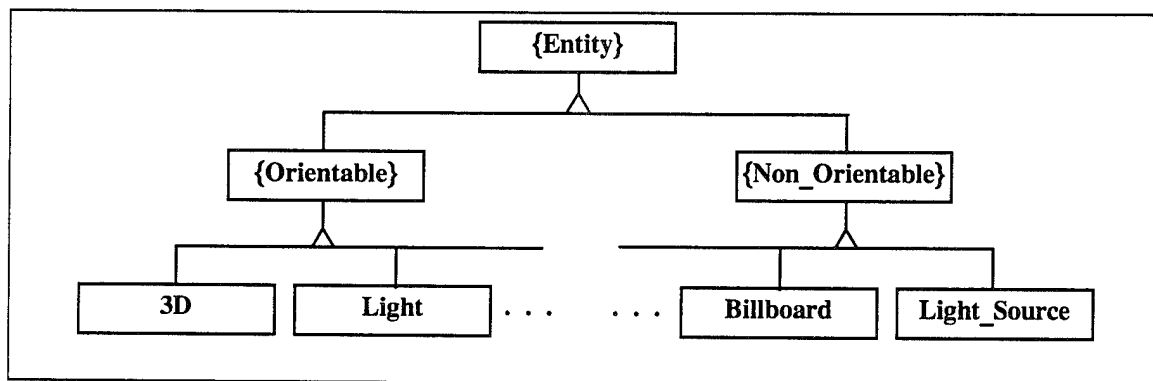 {Entity}
{Orientable}
{Non_Orientable}
3D
Light
. . .
. . .
Billboard
Light_Source